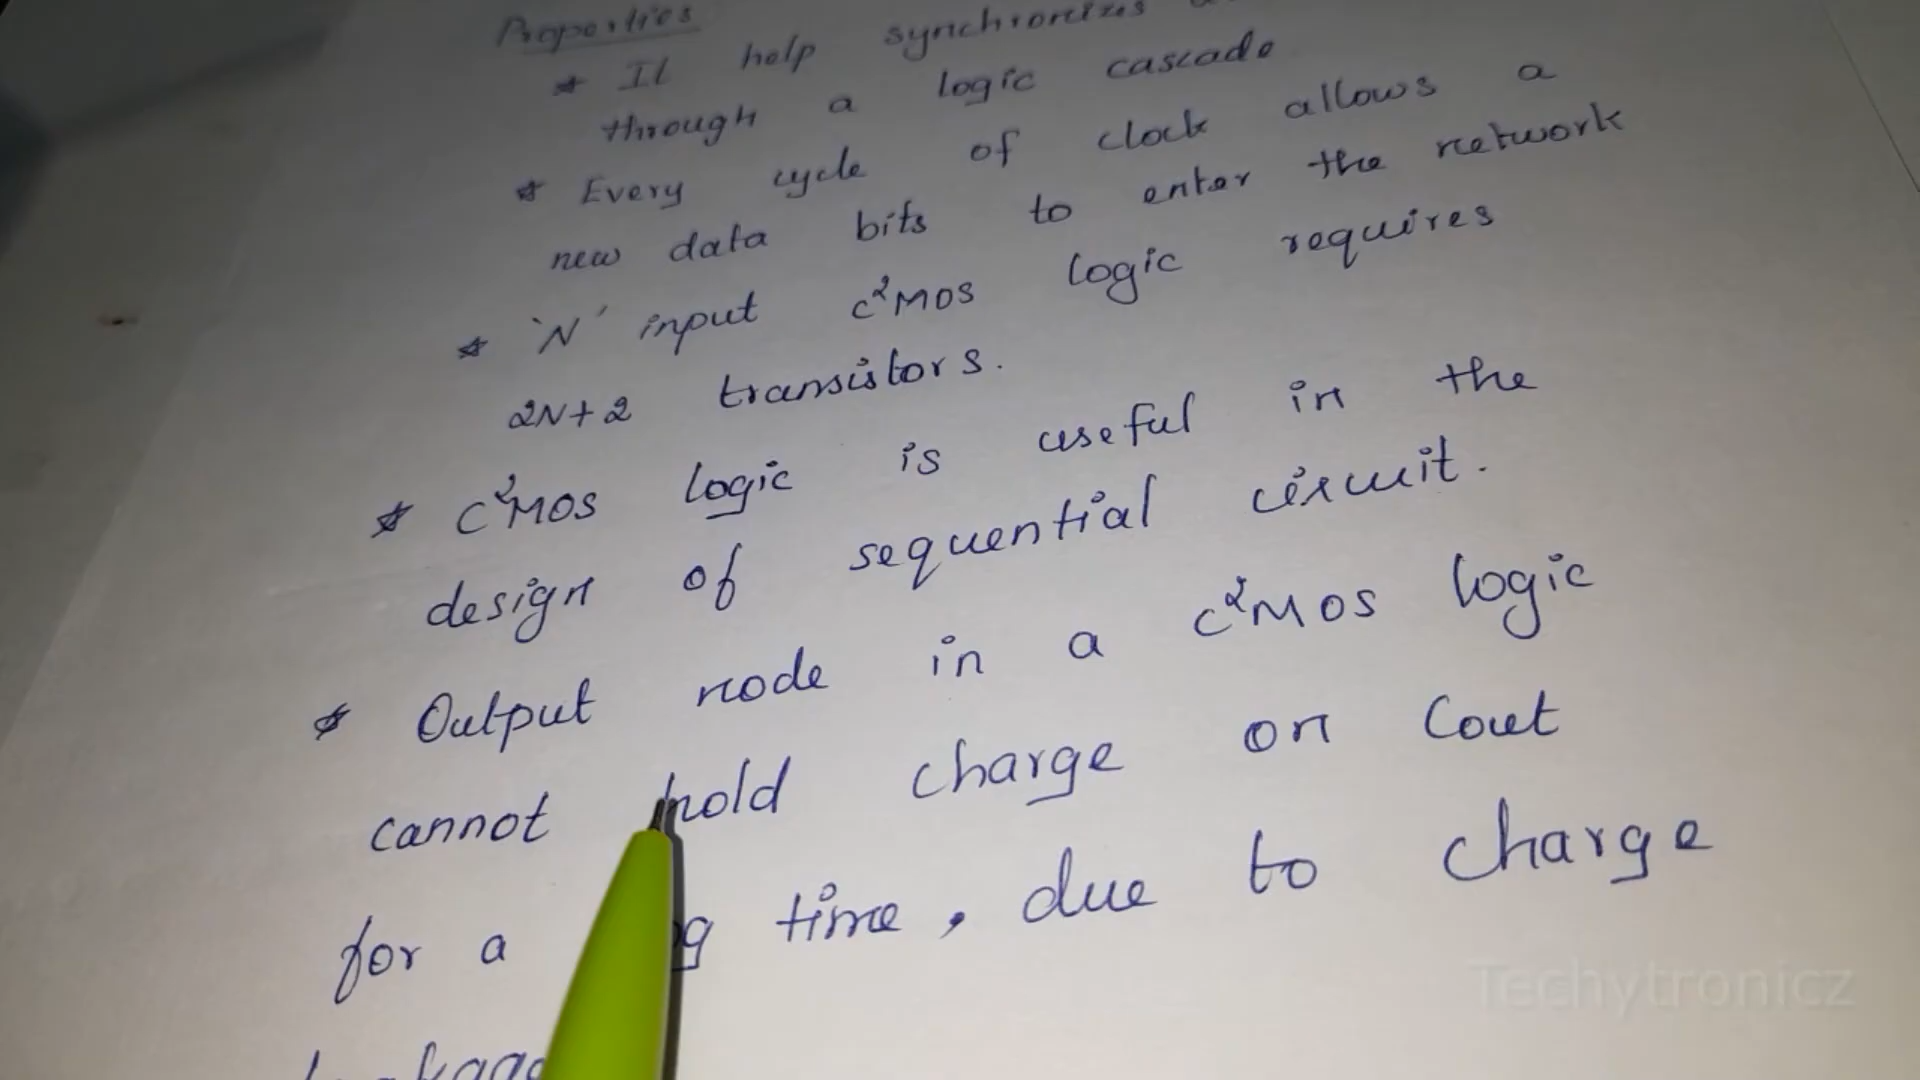 Properties
* It help synchronizes
through a logic cascade
* Every cycle of clock allows a
new data bits to enter the network
* 'N' input C²MOS logic requires
2N+2 transistors.
* C²MOS logic is useful in the
design of sequential circuit.
* Output node in a C²MOS logic
cannot hold charge on Cout
for a time, due to charge
Techytronicz